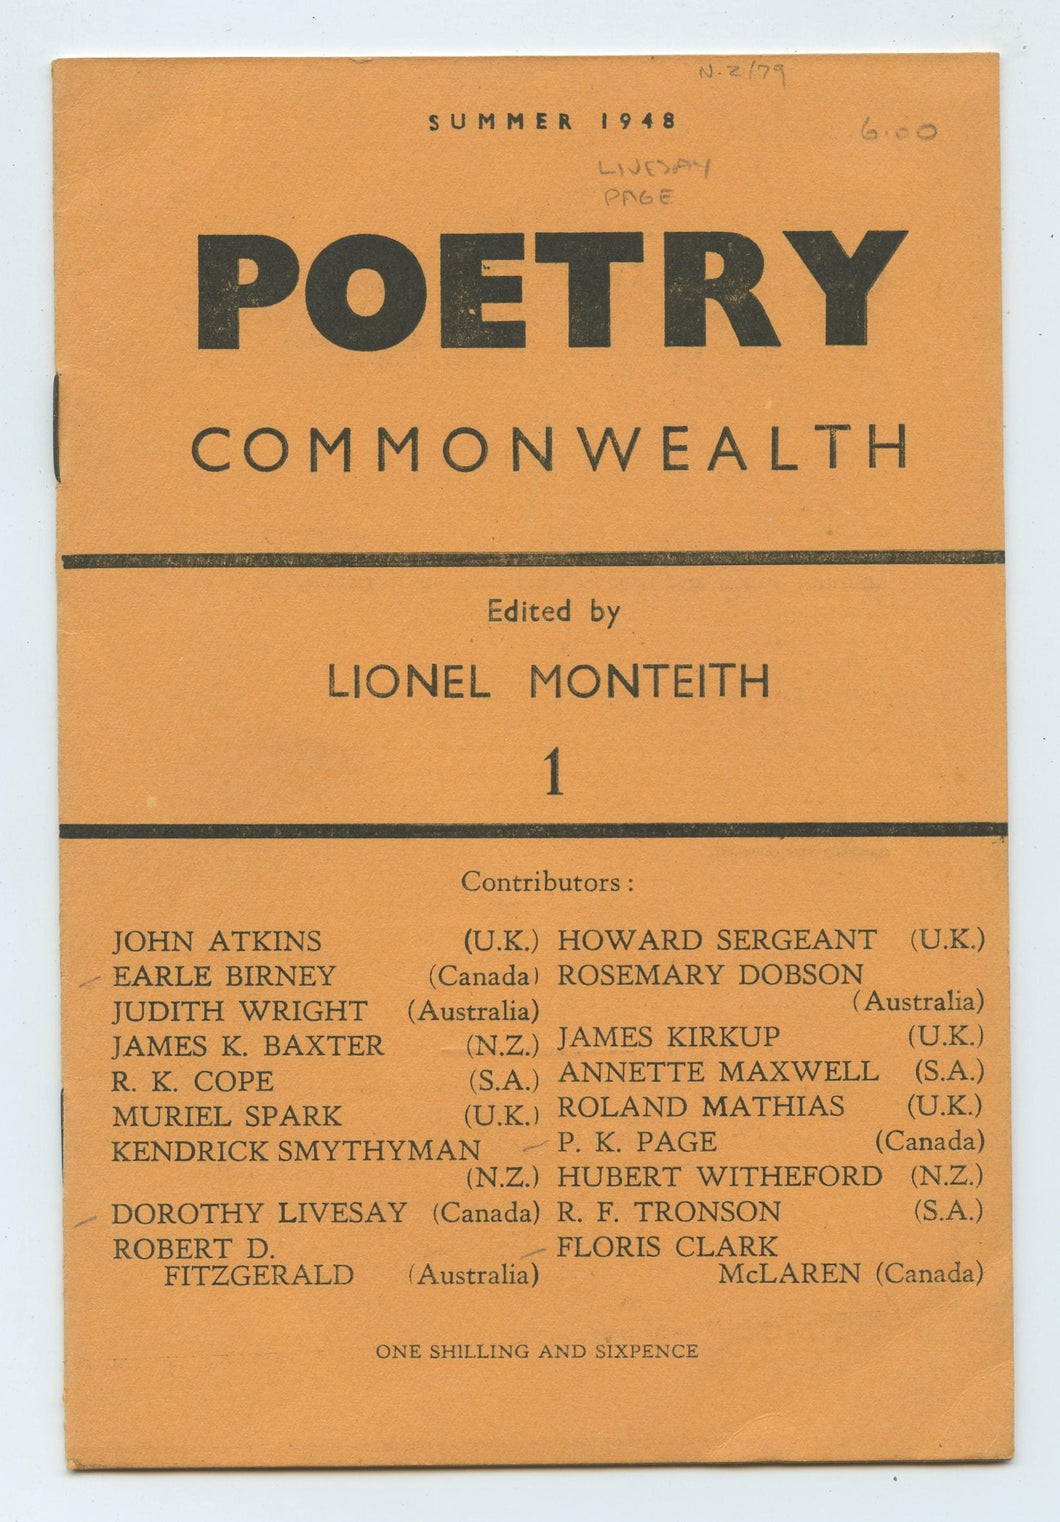 N.Z/79
SUMMER 1948
6.00
LIVESAY
PAGE
POETRY
COMMONWEALTH
Edited by
LIONEL MONTEITH
1
Contributors :
JOHN ATKINS (U.K.)
EARLE BIRNEY (Canada)
JUDITH WRIGHT (Australia)
JAMES K. BAXTER (N.Z.)
R. K. COPE (S.A.)
MURIEL SPARK (U.K.)
KENDRICK SMYTHYMAN
(N.Z.)
DOROTHY LIVESAY (Canada)
ROBERT D.
FITZGERALD (Australia)
HOWARD SERGEANT (U.K.)
ROSEMARY DOBSON
(Australia)
JAMES KIRKUP (U.K.)
ANNETTE MAXWELL (S.A.)
ROLAND MATHIAS (U.K.)
P. K. PAGE (Canada)
HUBERT WITHEFORD (N.Z.)
R. F. TRONSON (S.A.)
FLORIS CLARK
McLAREN (Canada)
ONE SHILLING AND SIXPENCE